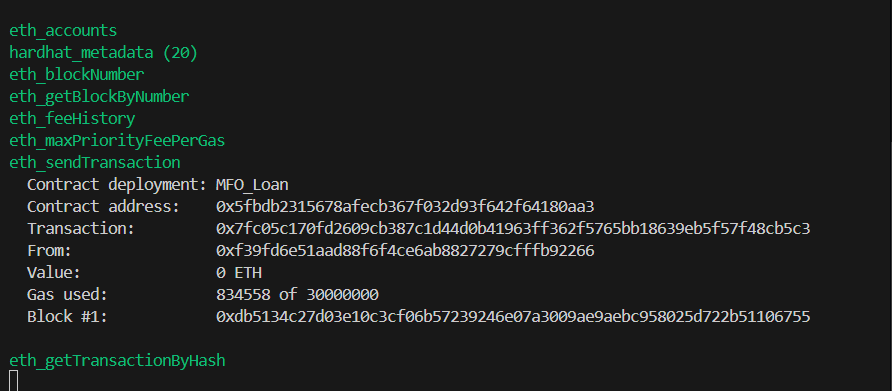 eth_accounts
hardhat_metadata (20)
eth_blockNumber
eth_getBlockByNumber
eth_feeHistory
eth_maxPriorityFeePerGas
eth_sendTransaction
Contract deployment: MFO_Loan
Contract address: 0x5fbdb2315678afecb367f032d93f642f64180aa3
Transaction: 0x7fc05c170fd2609cb387c1d44d0b41963ff362f5765bb18639eb5f57f48cb5c3
From: 0xf39fd6e51aad88f6f4ce6ab8827279cfffb92266
Value: 0 ETH
Gas used: 834558 of 30000000
Block #1: 0xdb5134c27d03e10c3cf06b57239246e07a3009ae9aebc958025d722b51106755
eth_getTransactionByHash